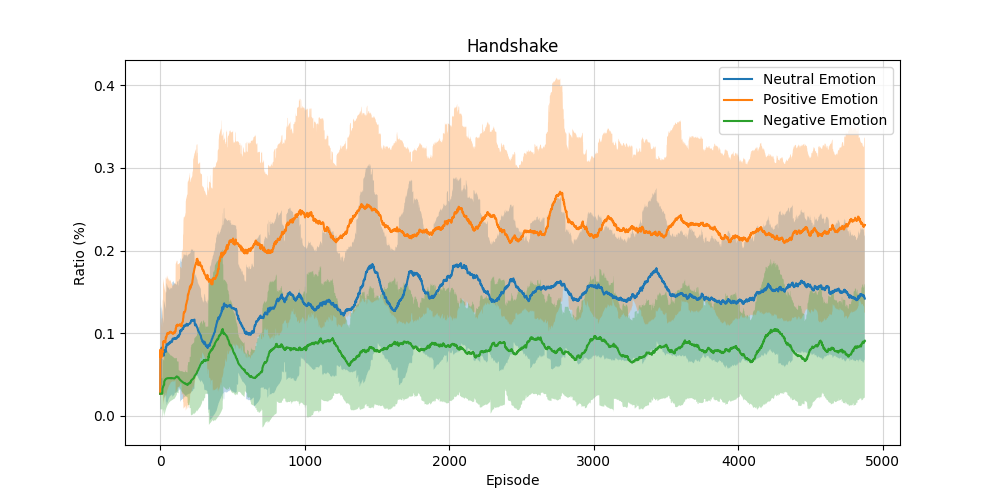 Handshake
Neutral Emotion
Positive Emotion
Negative Emotion
Ratio (%)
0.4
0.3
0.2
0.1
0.0
0 1000 2000 3000 4000 5000
Episode